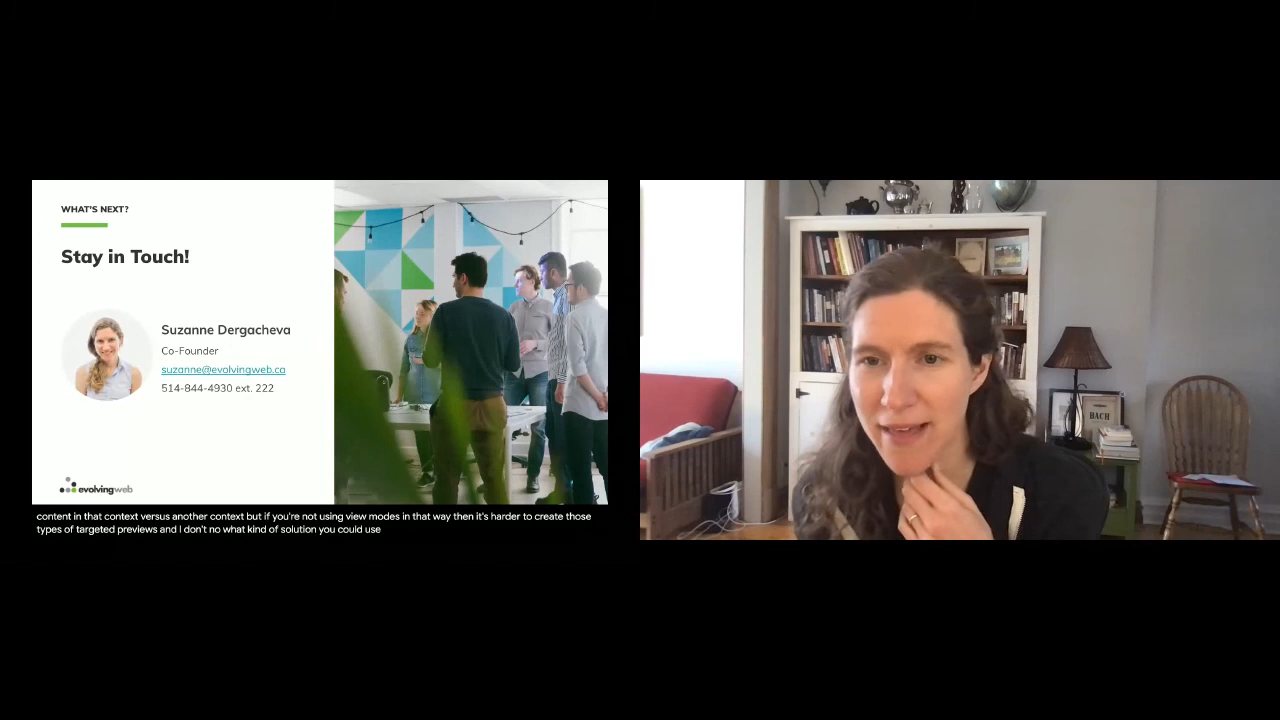 WHAT'S NEXT?
Stay in Touch!
Suzanne Dergacheva
Co-Founder
suzanne@evolvingweb.ca
514-844-4930 ext. 222
evolvingweb
content in that context versus another context but if you're not using view modes in that way then it's harder to create those
types of targeted previews and I don't no what kind of solution you could use
BACH